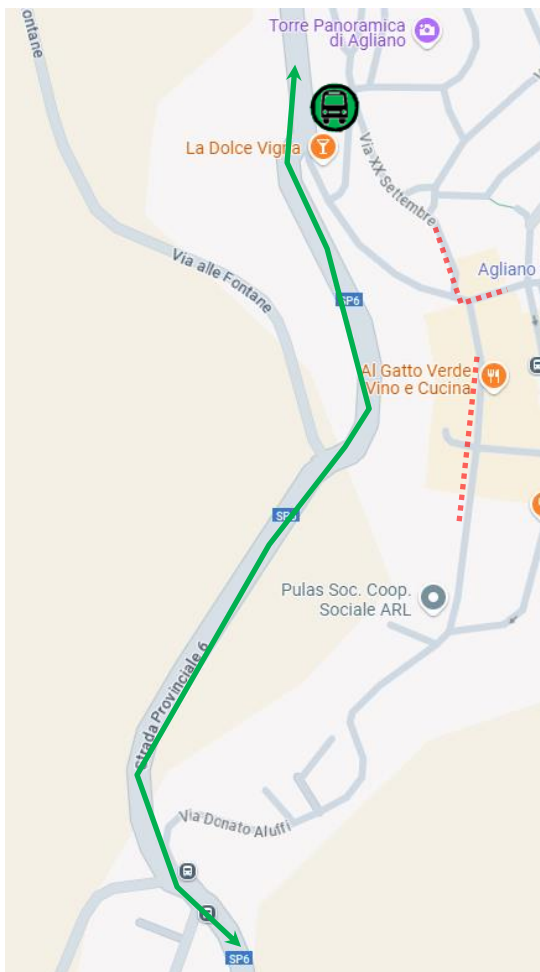 ontane
Torre Panoramica
di Agliano
La Dolce Vigna
Via XX Settembre
Via alle Fontane
Agliano
SP6
Al Gatto Verde
Vino e Cucina
SP6
Pulas Soc. Coop.
Sociale ARL
Strada Provinciale 6
Via Donato Aluffi
SP6